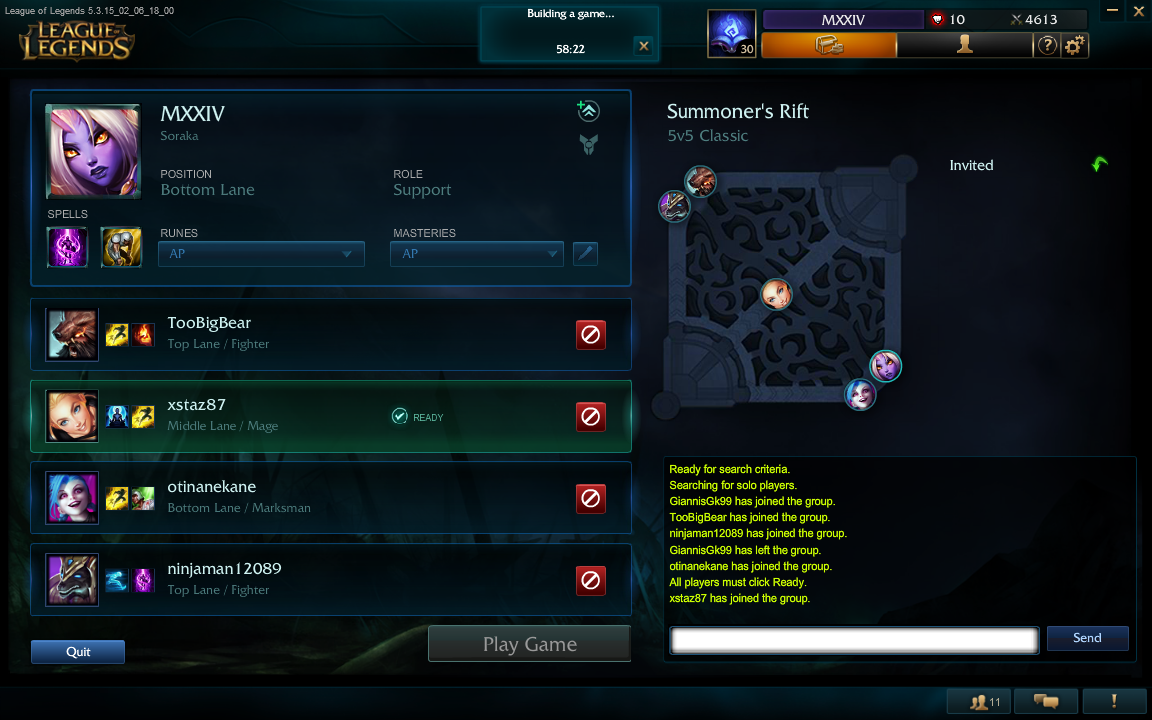 League of Legends 5.3.15_02_06_18_00
LEAGUE OF LEGENDS
Building a game...
58:22
30
MXXIV
10
4613
?
MXXIV
Soraka
POSITION
Bottom Lane
ROLE
Support
SPELLS
RUNES
AP
MASTERIES
AP
TooBigBear
Top Lane / Fighter
xstaz87
Middle Lane / Mage
READY
otinanekane
Bottom Lane / Marksman
ninjaman12089
Top Lane / Fighter
Quit
Play Game
Summoner's Rift
5v5 Classic
Invited
Ready for search criteria.
Searching for solo players.
GiannisGk99 has joined the group.
TooBigBear has joined the group.
ninjaman12089 has joined the group.
GiannisGk99 has left the group.
otinanekane has joined the group.
All players must click Ready.
xstaz87 has joined the group.
Send
11
!